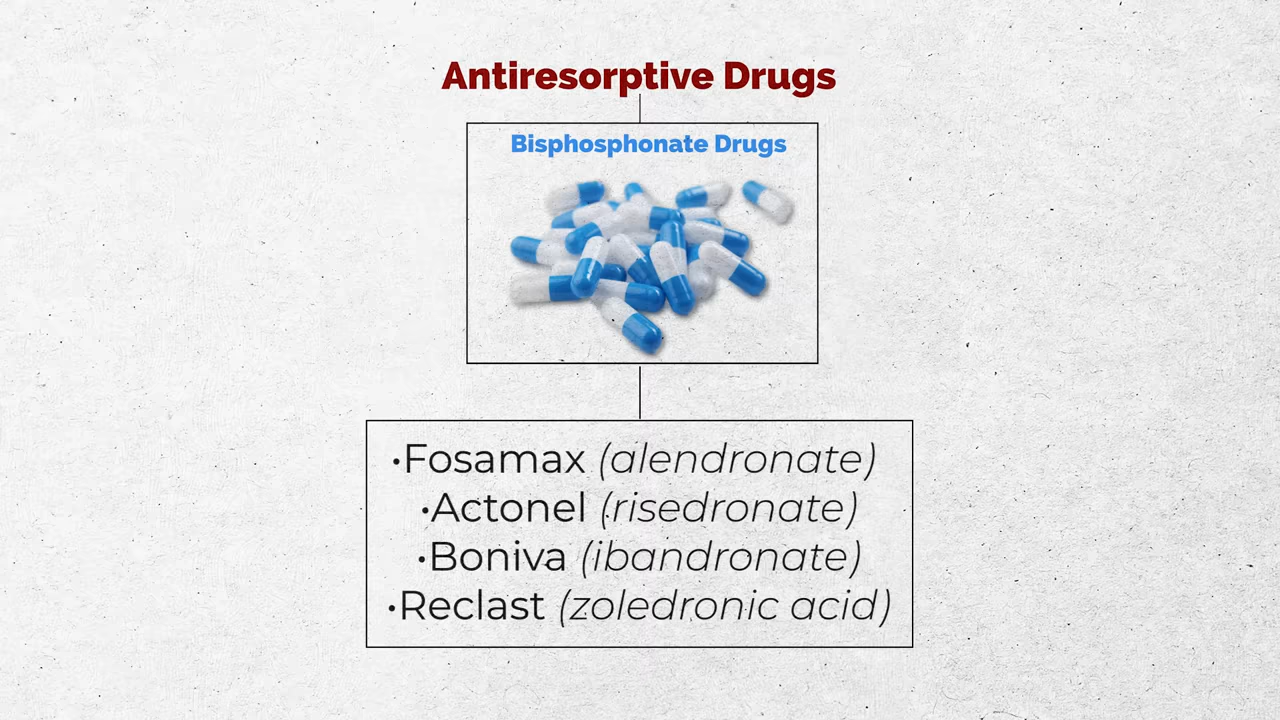 Antiresorptive Drugs
Bisphosphonate Drugs
•Fosamax (alendronate)
•Actonel (risedronate)
•Boniva (ibandronate)
•Reclast (zoledronic acid)